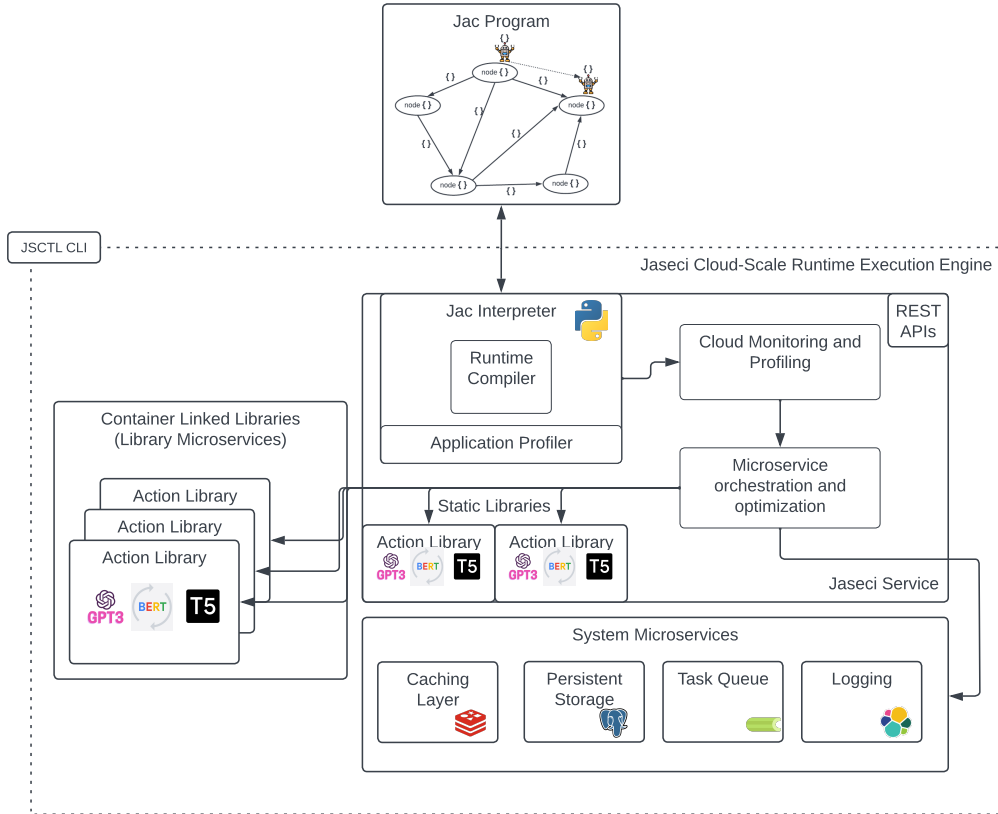 Jac Program
{ }
{ }
node { }
{ }
{ }
node { }
node { }
{ }
{ }
{ }
{ }
node { }
node { }
{ }
JSCTL CLI
Jaseci Cloud-Scale Runtime Execution Engine
Jac Interpreter
REST
APIs
Runtime
Compiler
Cloud Monitoring and
Profiling
Application Profiler
Container Linked Libraries
(Library Microservices)
Microservice
orchestration and
optimization
Action Library
Action Library
Action Library
GPT3
BERT
T5
Static Libraries
Action Library
GPT3
BERT
T5
Action Library
GPT3
BERT
T5
Jaseci Service
System Microservices
Caching
Layer
Persistent
Storage
Task Queue
Logging